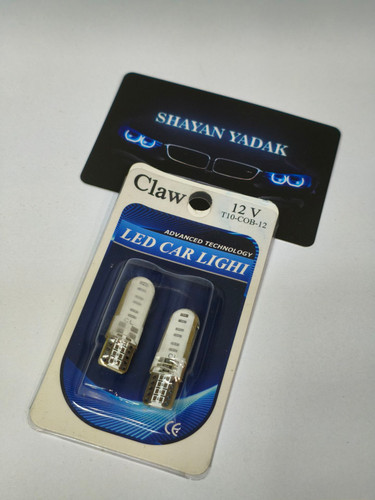 SHAYAN YADAK
Claw
12 V
T10-COB-12
ADVANCED TECHNOLOGY
LED CAR LIGHT
CE